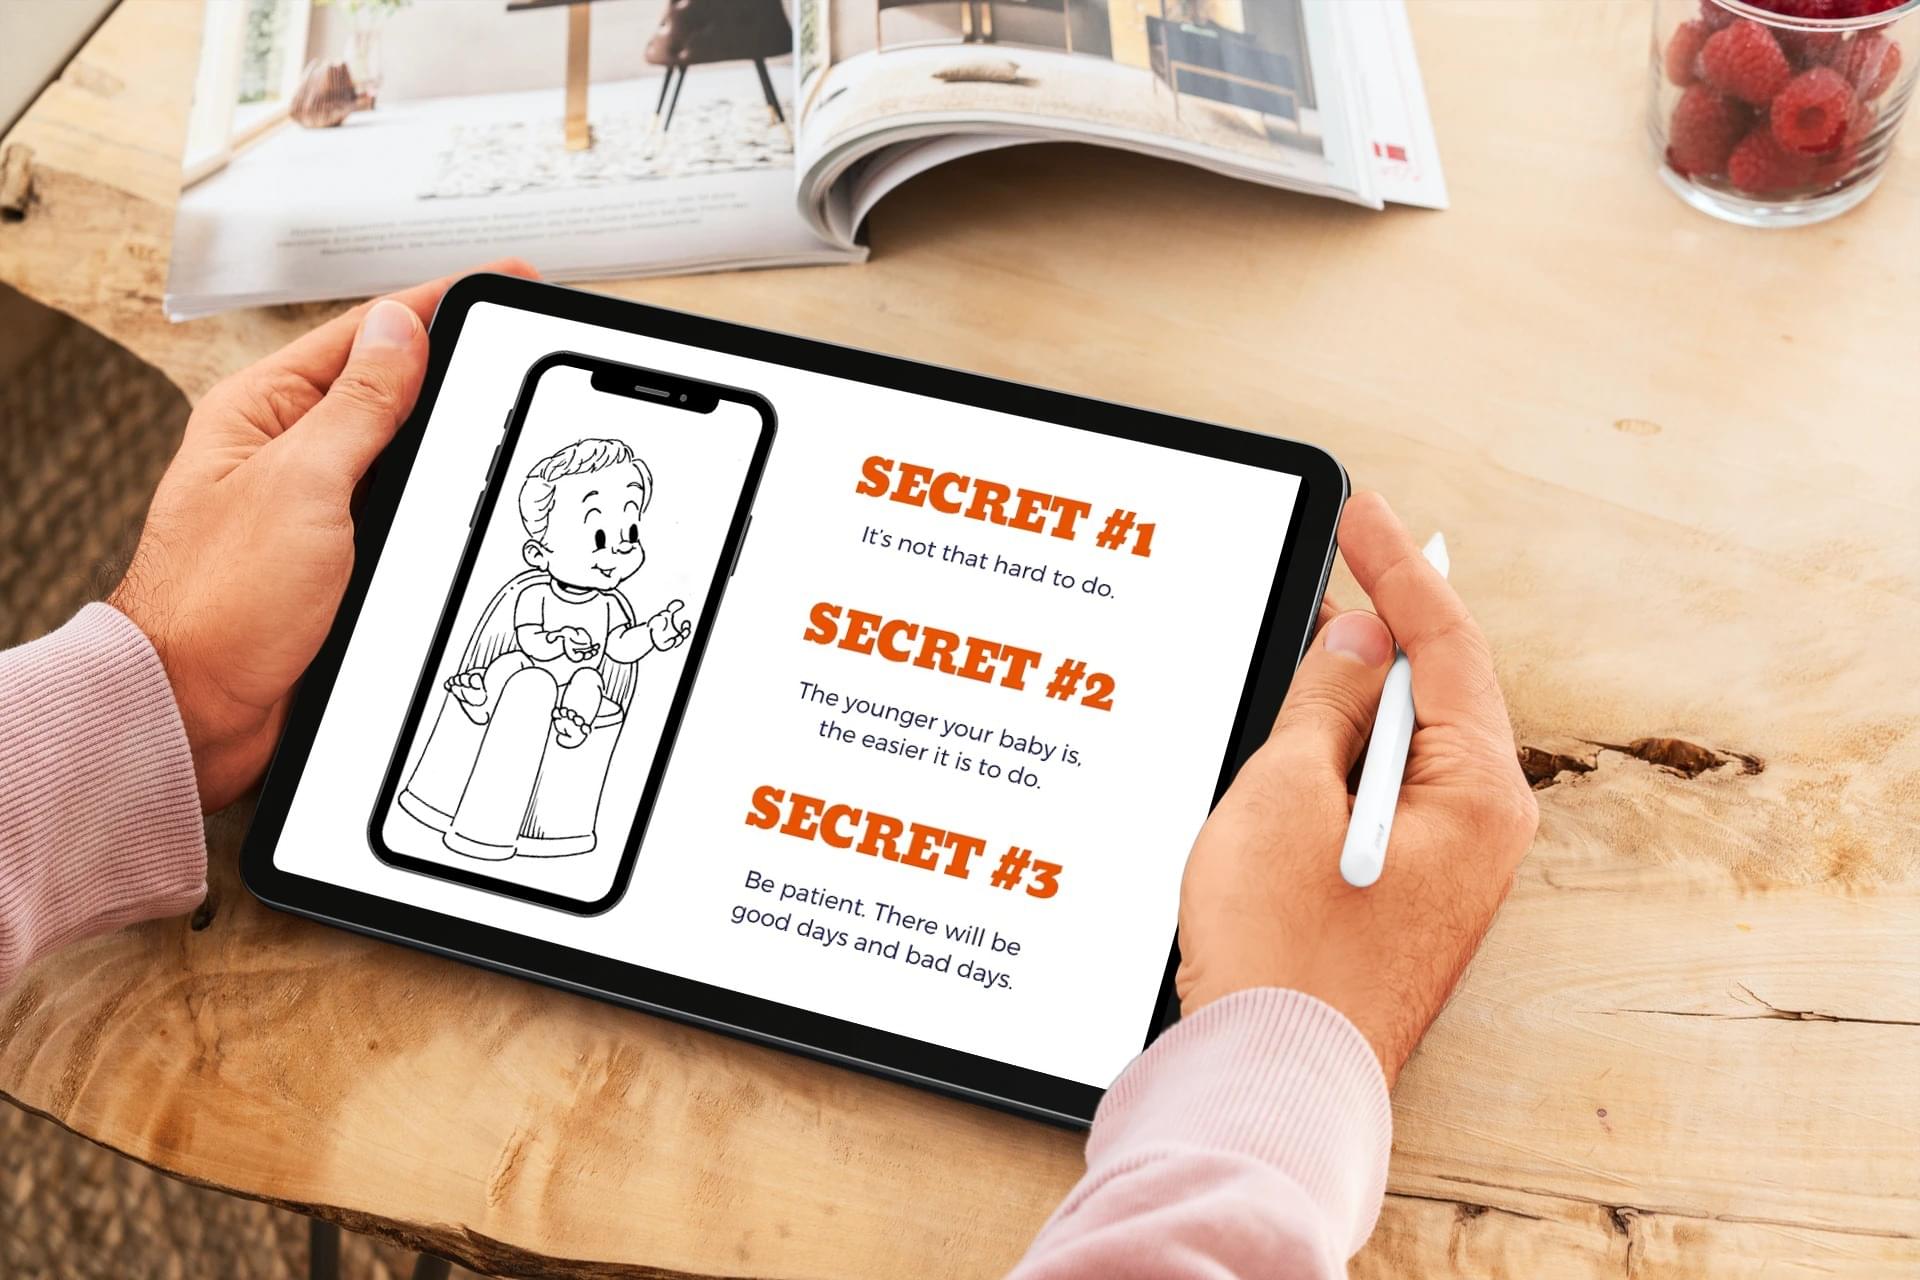 SECRET #1
It's not that hard to do.
SECRET #2
The younger your baby is,
the easier it is to do.
SECRET #3
Be patient. There will be
good days and bad days.